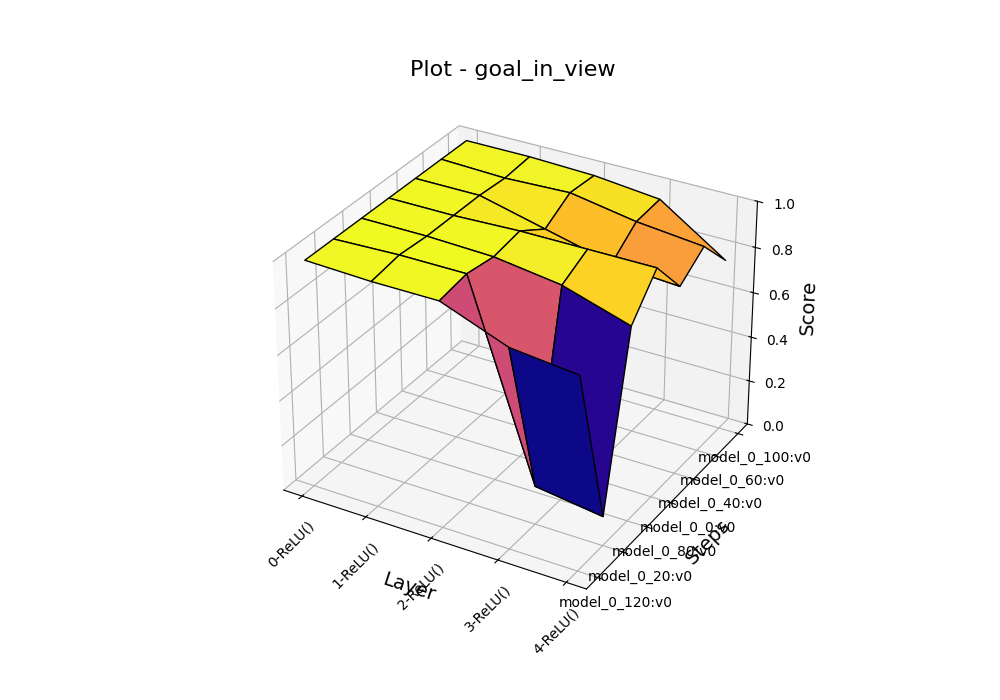 Plot - goal_in_view
1.0
0.8
0.6
0.4
0.2
0.0
Score
model_0_100:v0
model_0_60:v0
model_0_40:v0
model_0_0:v0
model_0_80:v0
model_0_20:v0
model_0_120:v0
Steps
0-ReLU()
1-ReLU()
2-ReLU()
3-ReLU()
4-ReLU()
Layer